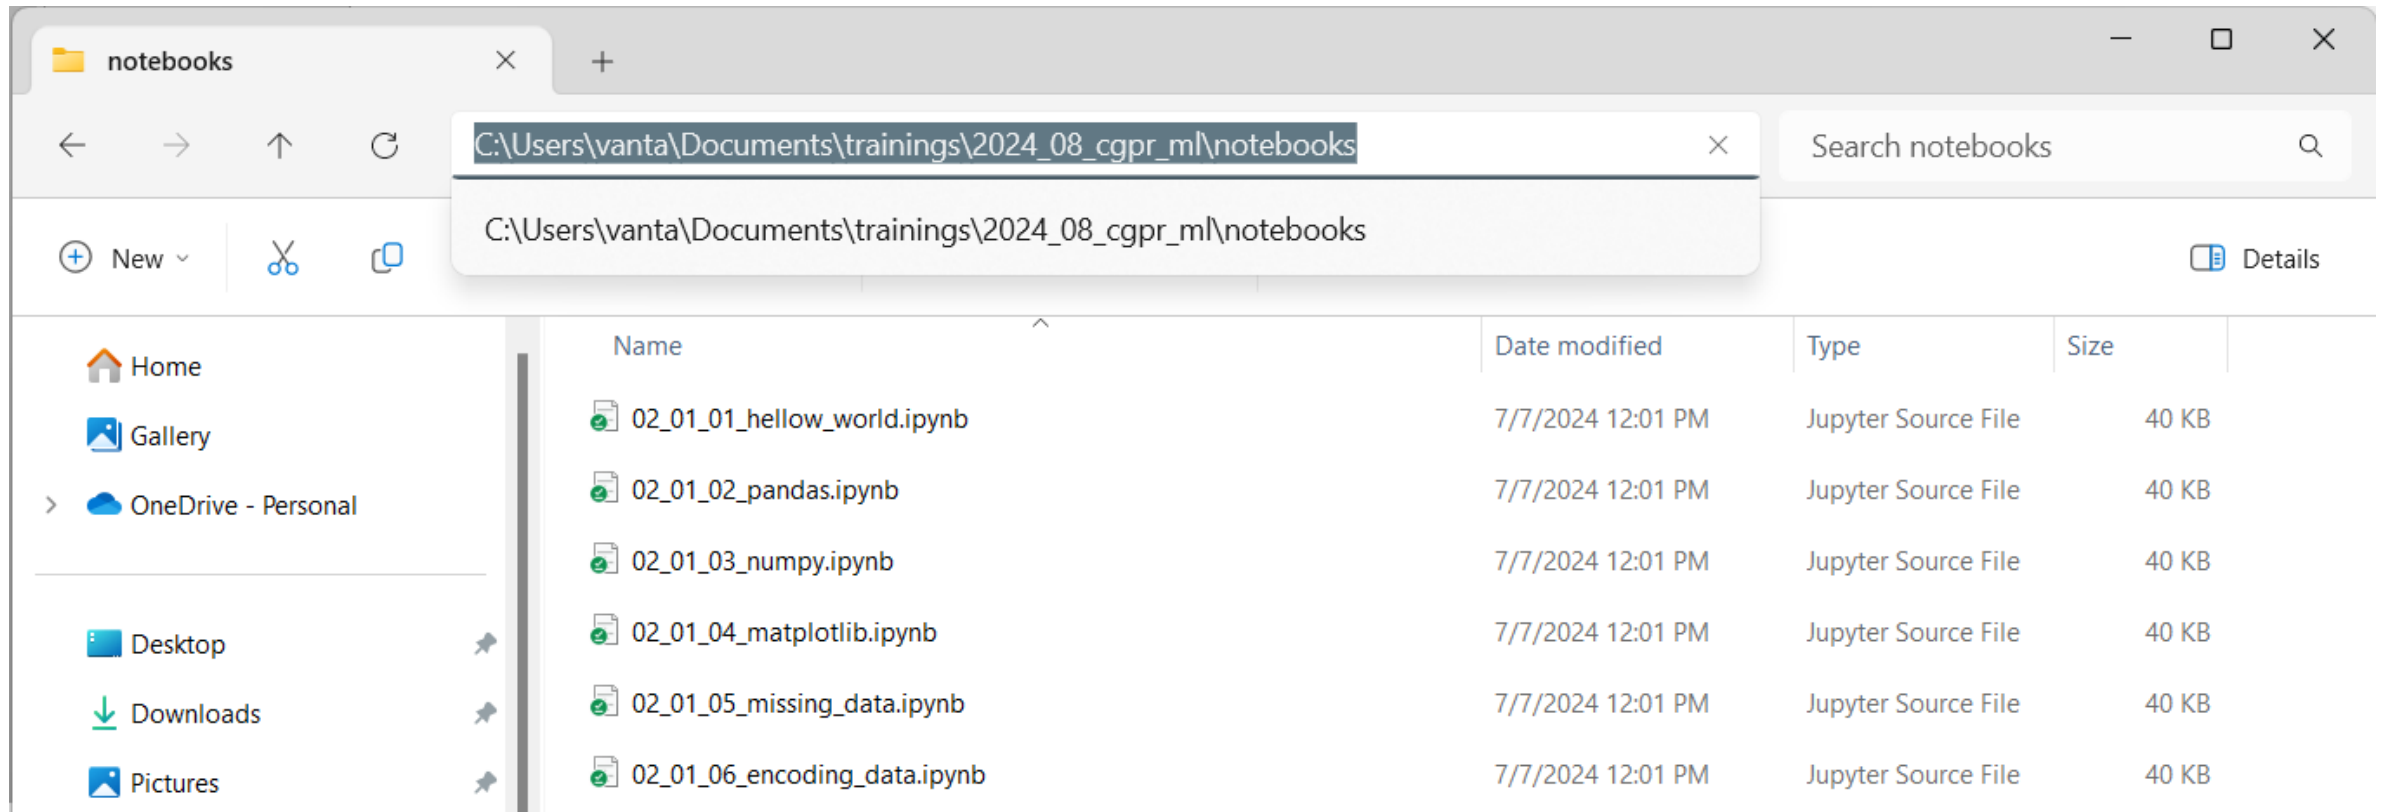 notebooks
C:\Users\vanta\Documents\trainings\2024_08_cgpr_ml\notebooks
Search notebooks
C:\Users\vanta\Documents\trainings\2024_08_cgpr_ml\notebooks
New
Details
Home
Gallery
OneDrive - Personal
Desktop
Downloads
Pictures
Name Date modified Type Size
02_01_01_hellow_world.ipynb 7/7/2024 12:01 PM Jupyter Source File 40 KB
02_01_02_pandas.ipynb 7/7/2024 12:01 PM Jupyter Source File 40 KB
02_01_03_numpy.ipynb 7/7/2024 12:01 PM Jupyter Source File 40 KB
02_01_04_matplotlib.ipynb 7/7/2024 12:01 PM Jupyter Source File 40 KB
02_01_05_missing_data.ipynb 7/7/2024 12:01 PM Jupyter Source File 40 KB
02_01_06_encoding_data.ipynb 7/7/2024 12:01 PM Jupyter Source File 40 KB